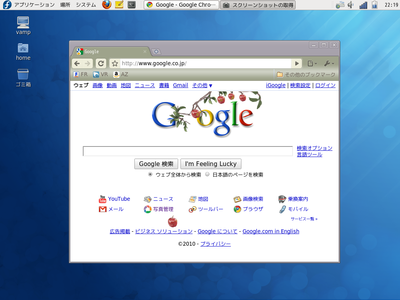 アプリケーション 場所 システム Google - Google Chro... スクリーンショットの取得 22:19
vamp
home
ゴミ箱
Google
http://www.google.co.jp/
FB VR AZ その他のブックマーク
ウェブ 画像 動画 地図 ニュース 書籍 Gmail その他 ▼ iGoogle | 検索設定 | ログイン
Google
検索オプション
言語ツール
Google 検索 I'm Feeling Lucky
ウェブ全体から検索 日本語のページを検索
YouTube ニュース 地図 画像検索 乗換案内
メール 写真管理 ツールバー ブラウザ モバイル
サービス一覧 »
広告掲載 - ビジネス ソリューション - Google について - Google.com in English
©2010 - プライバシー